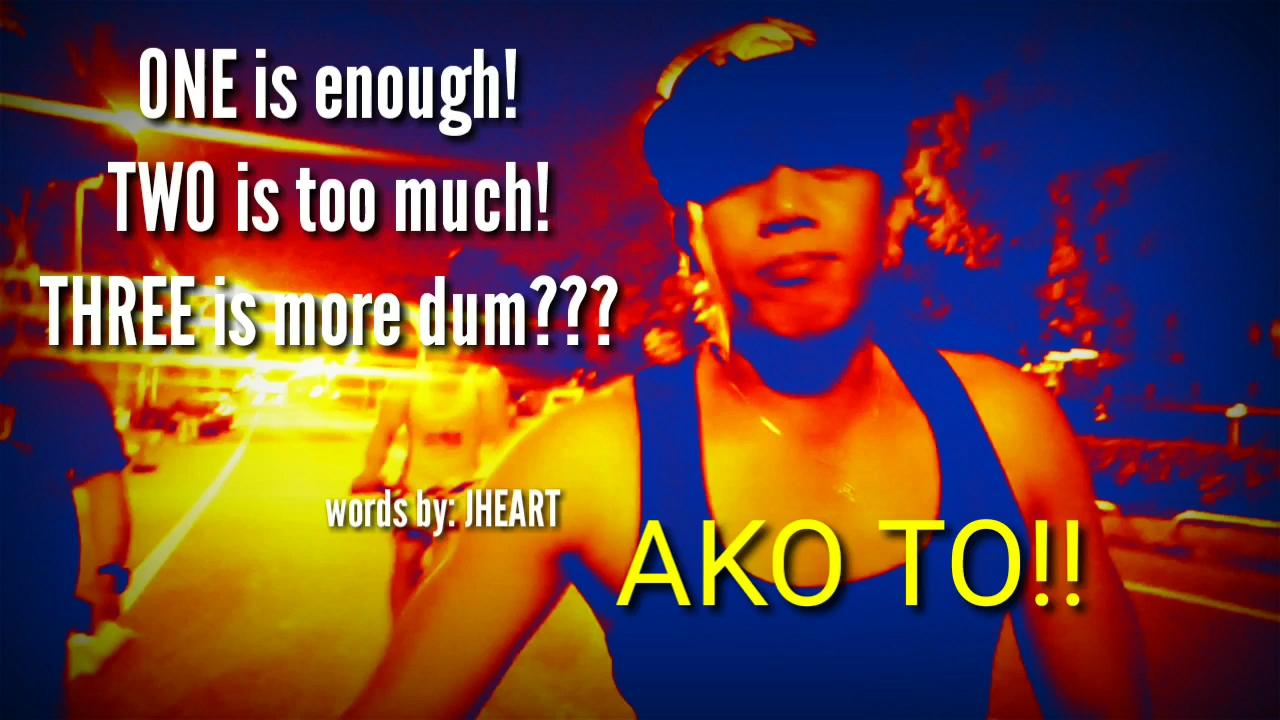 ONE is enough!
TWO is too much!
THREE is more dum???
words by: JHEART
AKO TO!!